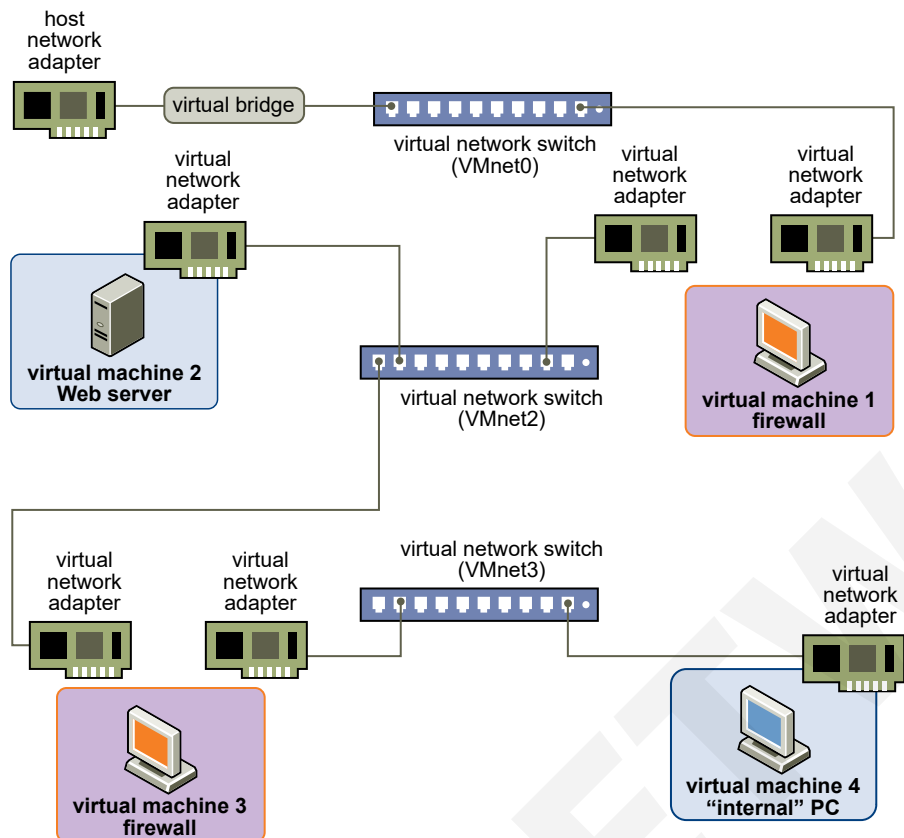 host
network
adapter
virtual bridge
virtual network switch
(VMnet0)
virtual
network
adapter
virtual
network
adapter
virtual
network
adapter
virtual machine 2
Web server
virtual network switch
(VMnet2)
virtual machine 1
firewall
virtual
network
adapter
virtual
network
adapter
virtual network switch
(VMnet3)
virtual
network
adapter
virtual machine 3
firewall
virtual machine 4
“internal” PC